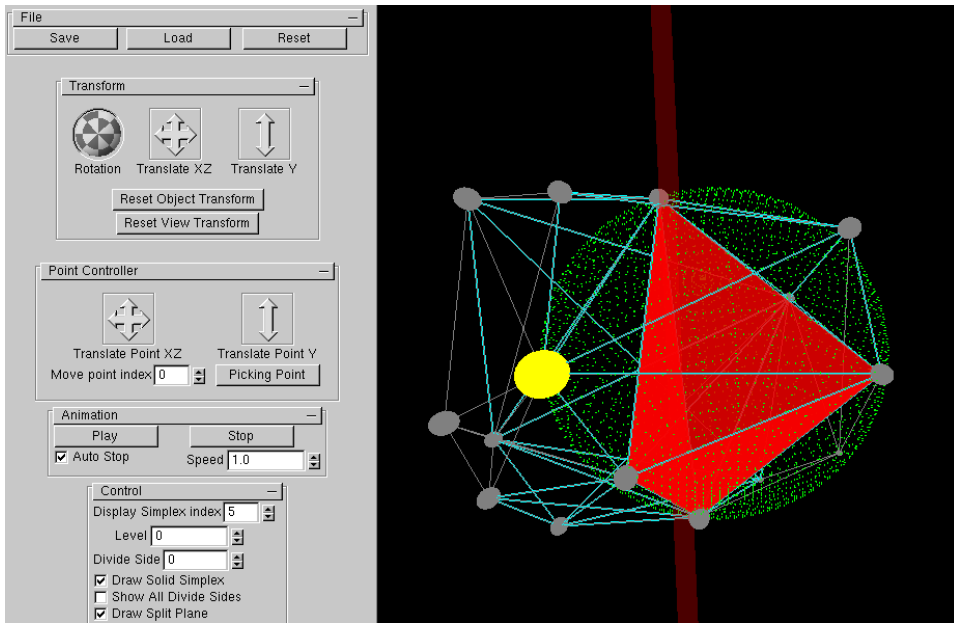 File
Save Load Reset
Transform
Rotation Translate XZ Translate Y
Reset Object Transform
Reset View Transform
Point Controller
Translate Point XZ Translate Point Y
Move point index 0 Picking Point
Animation
Play Stop
Auto Stop Speed 1.0
Control
Display Simplex index 5
Level 0
Divide Side 0
Draw Solid Simplex
Show All Divide Sides
Draw Split Plane